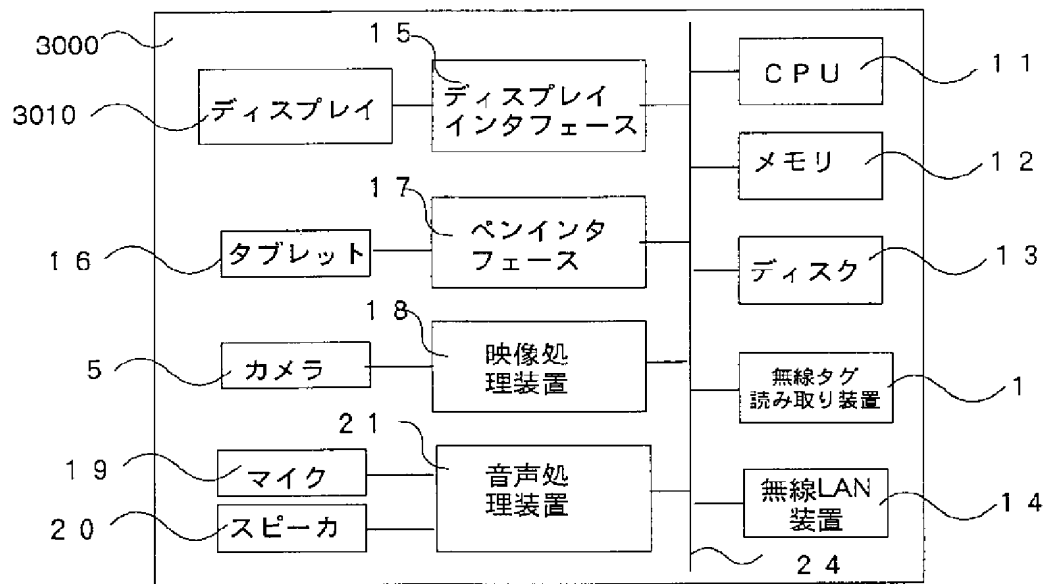 3000
15
ディスプレイ
3010
ディスプレイ
インタフェース
17
タブレット
16
ペンインタ
フェース
18
カメラ
5
映像処
理装置
21
マイク
19
スピーカ
20
音声処
理装置
CPU
11
メモリ
12
ディスク
13
無線タグ
読み取り装置
1
無線LAN
装置
14
24